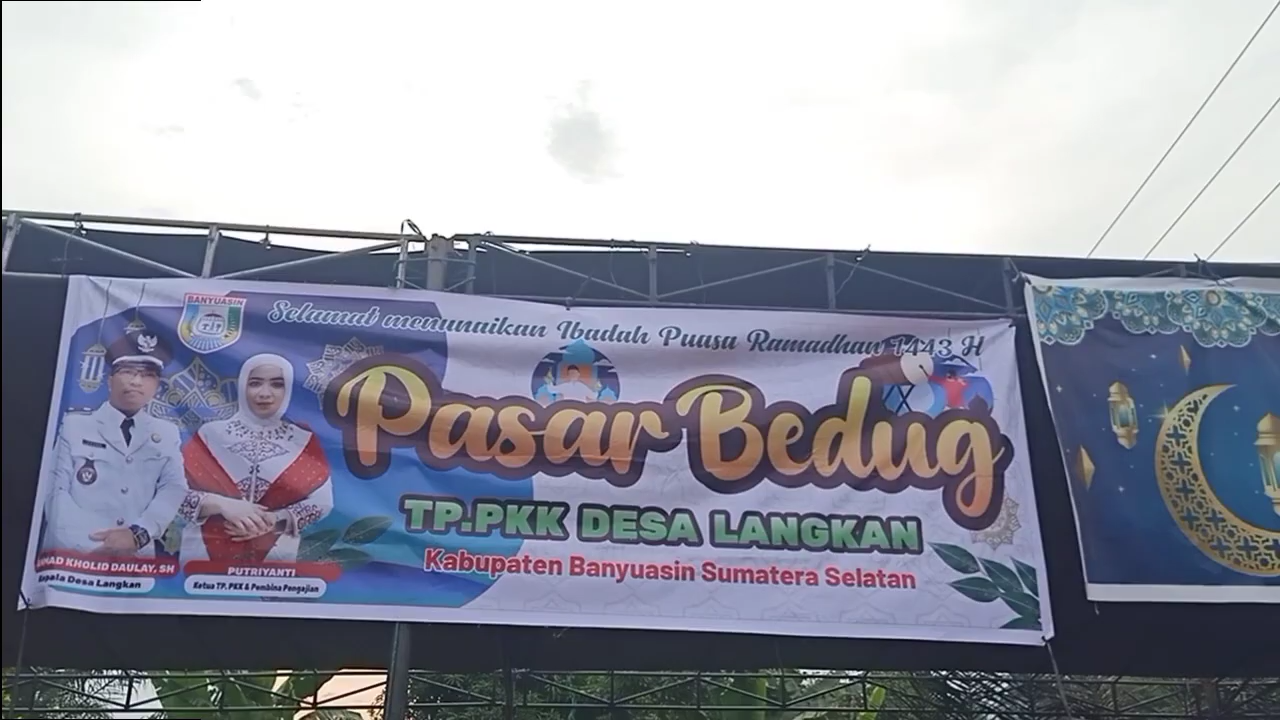 BANYUASIN
Selamat menunaikan Ibadah Puasa Ramadhan 1443 H
Pasar Bedug
TP.PKK DESA LANGKAN
Kabupaten Banyuasin Sumatera Selatan
KHOLID DAULAY, SH
Desa Langkan
PUTRIYANTI
Ketua TP. PKK & Pembina Pengajian